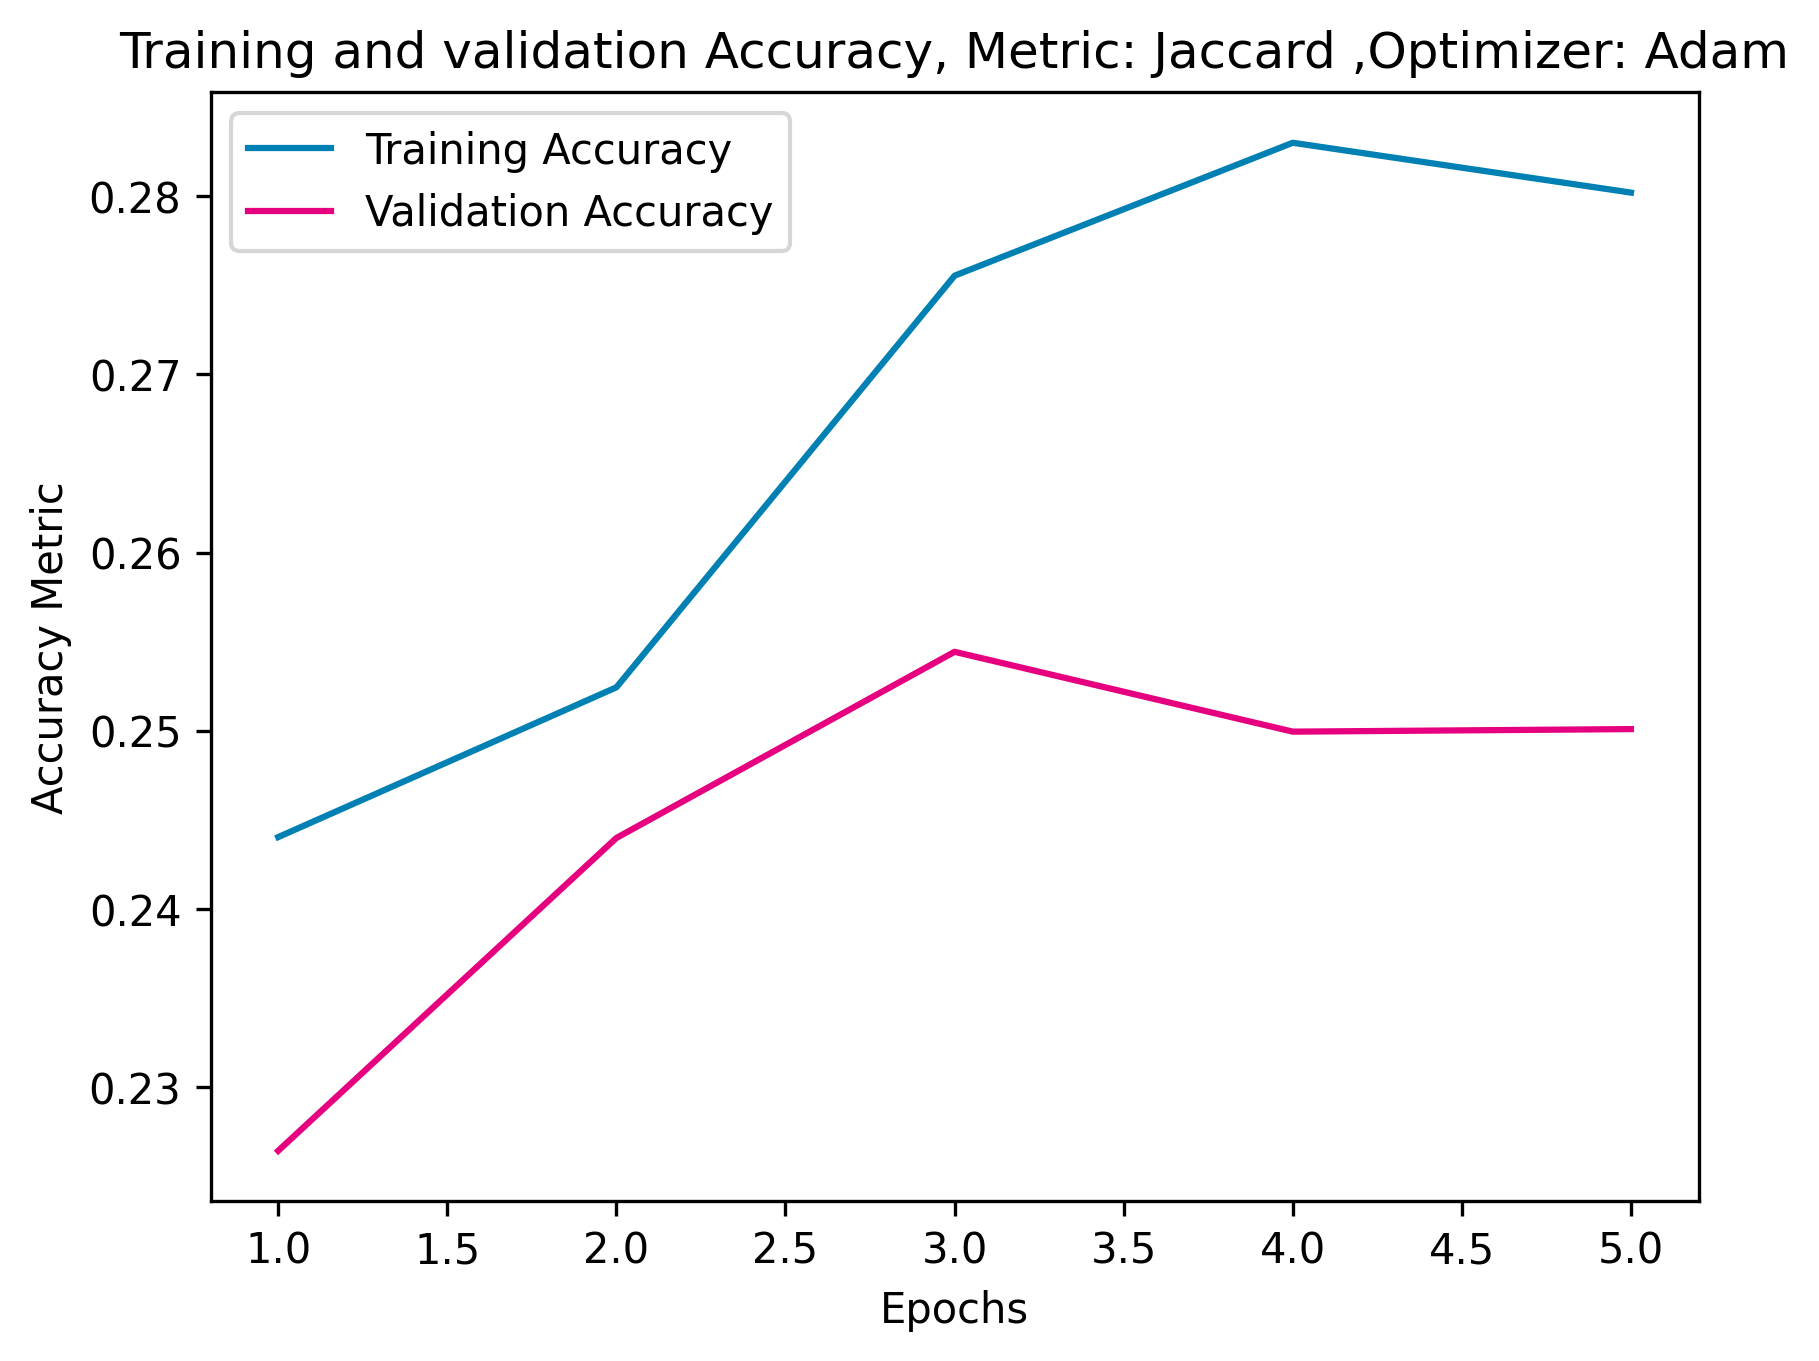 Training and validation Accuracy, Metric: Jaccard ,Optimizer: Adam
Training Accuracy
Validation Accuracy
0.28
0.27
0.26
0.25
0.24
0.23
Accuracy Metric
1.0 1.5 2.0 2.5 3.0 3.5 4.0 4.5 5.0
Epochs